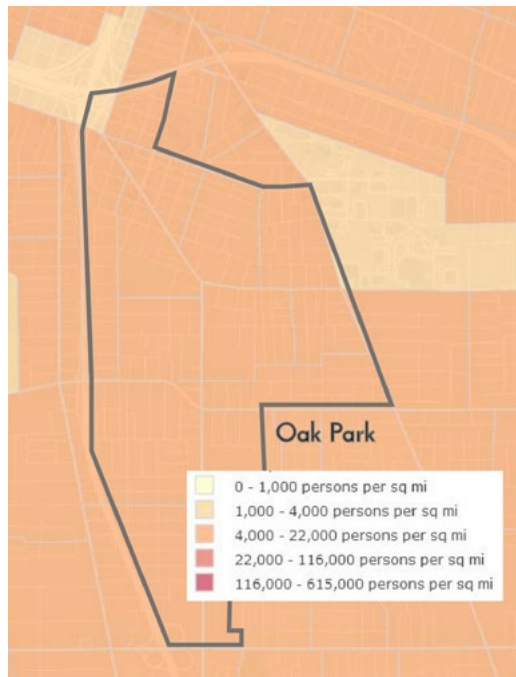 Oak Park
0 - 1,000 persons per sq mi
1,000 - 4,000 persons per sq mi
4,000 - 22,000 persons per sq mi
22,000 - 116,000 persons per sq mi
116,000 - 615,000 persons per sq mi